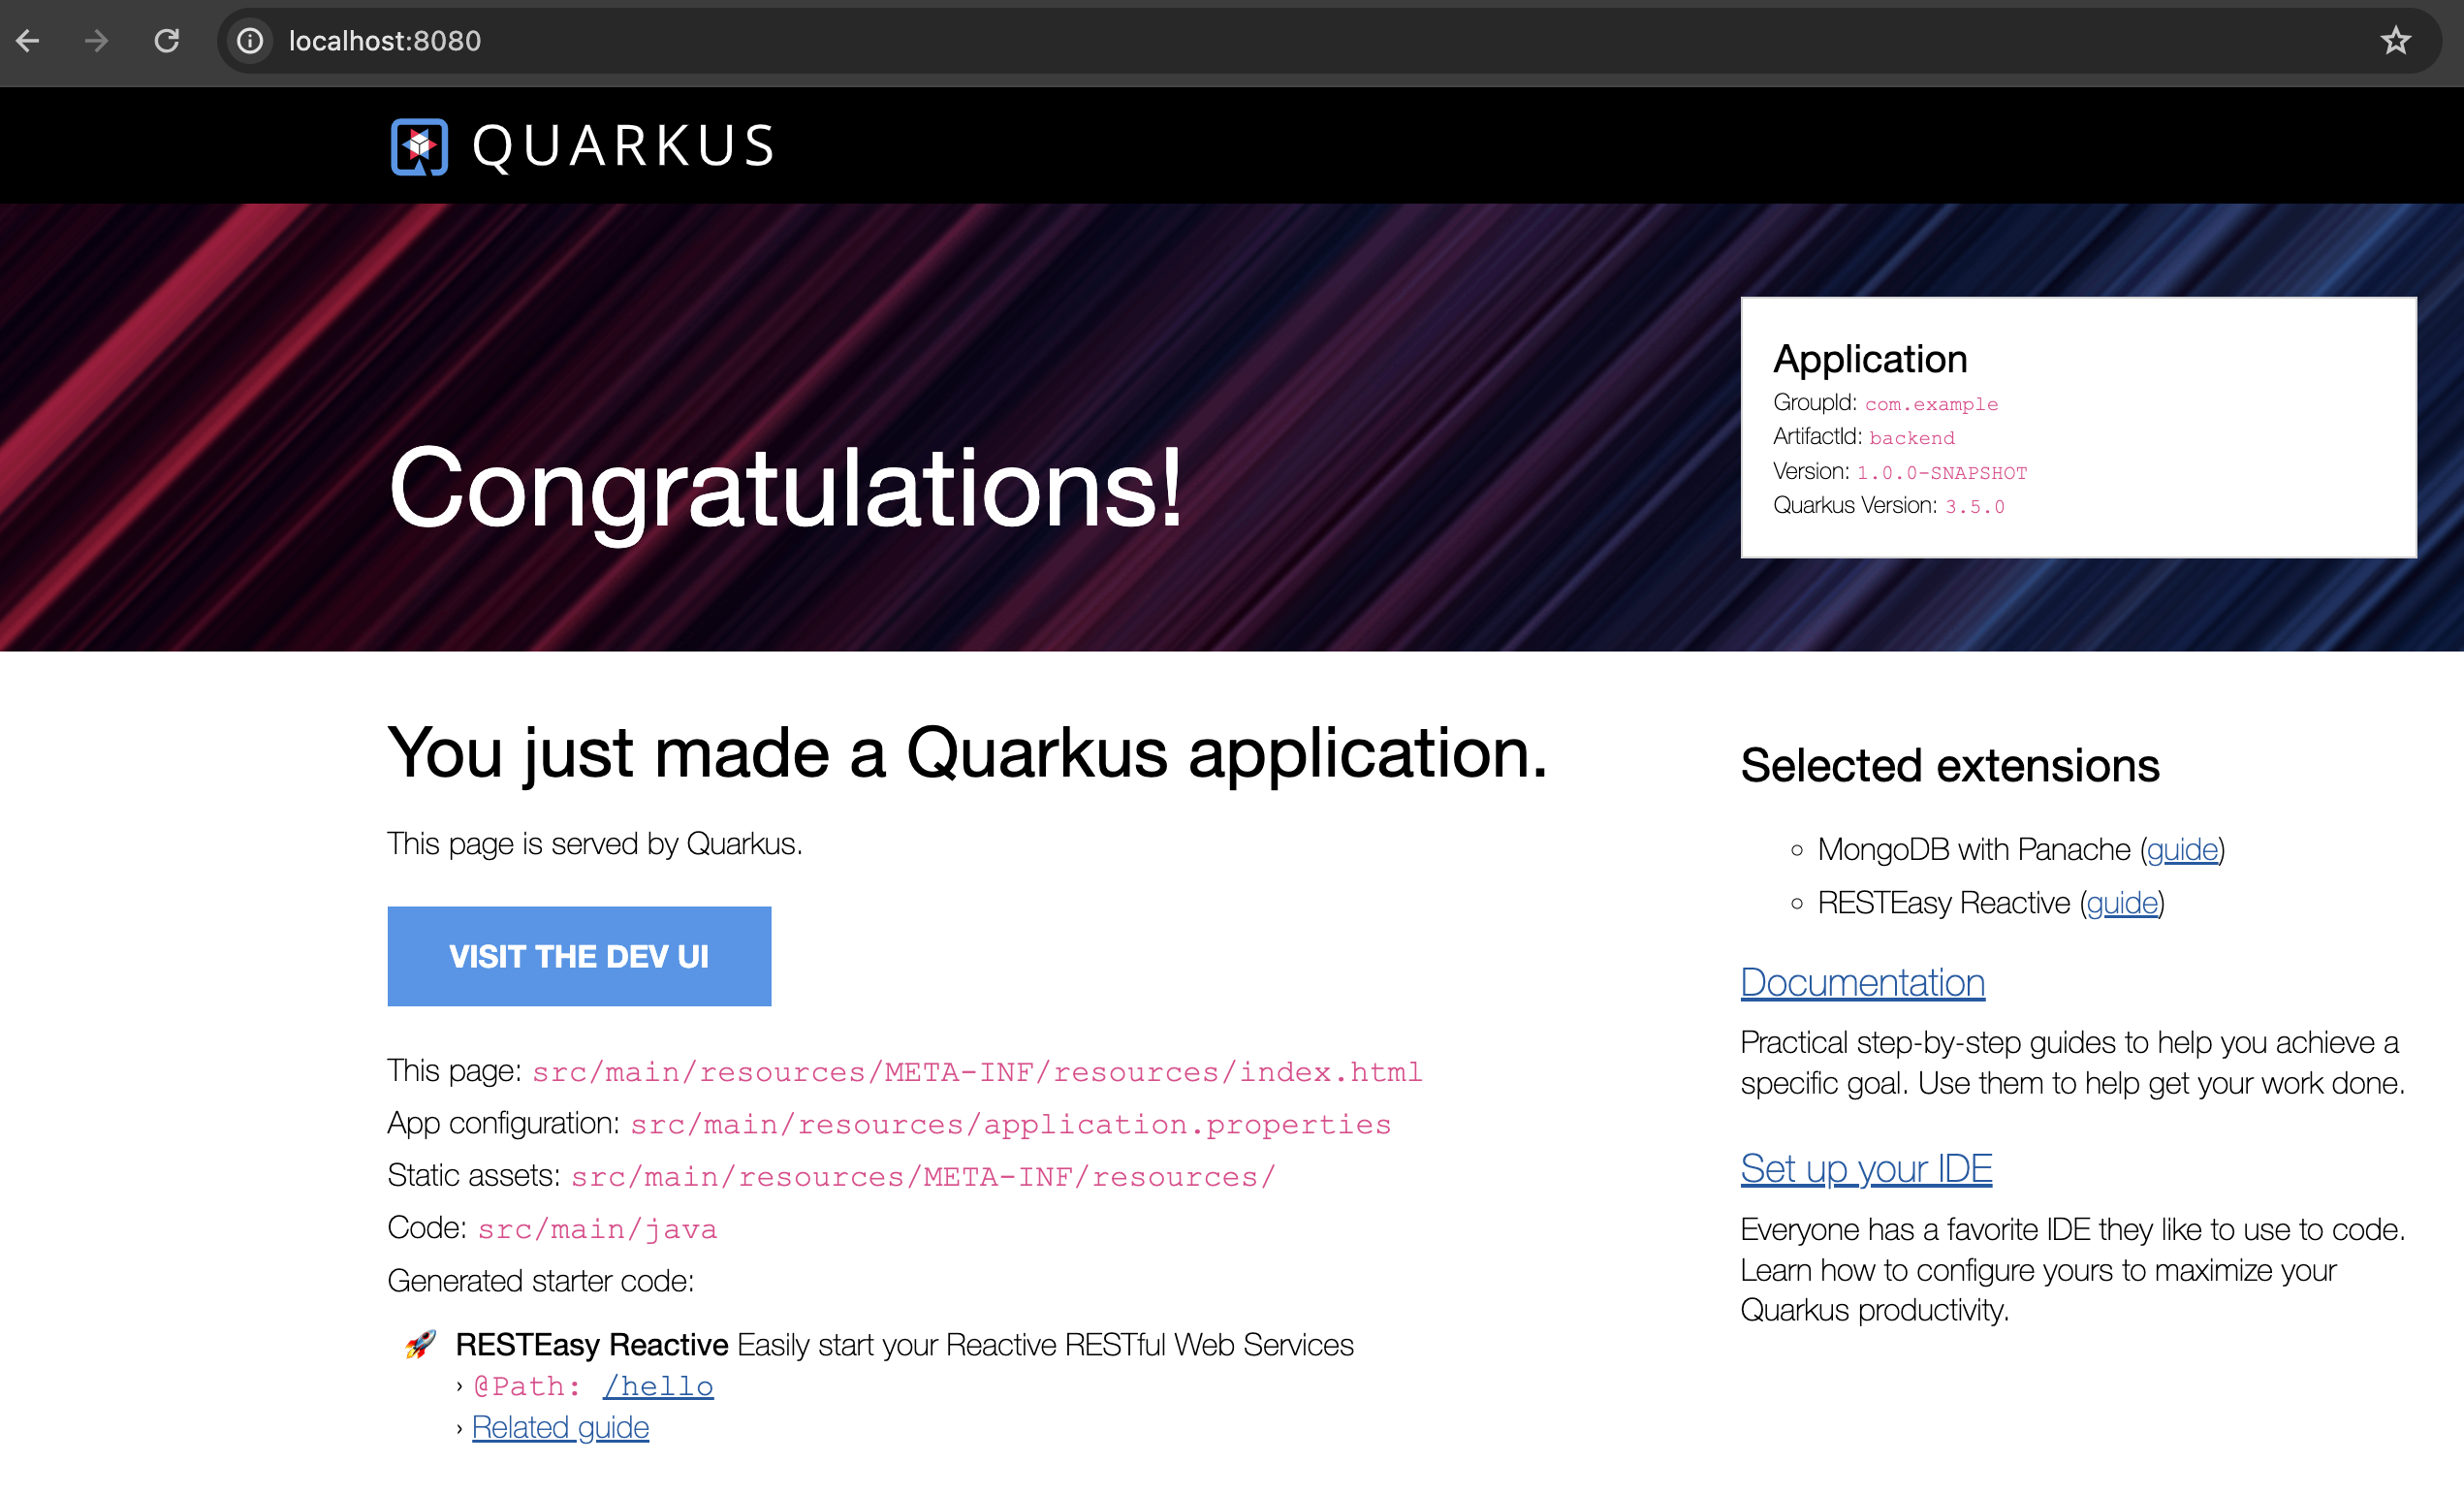 localhost:8080
QUARKUS
Congratulations!
Application
GroupId: com.example
ArtifactId: backend
Version: 1.0.0-SNAPSHOT
Quarkus Version: 3.5.0
You just made a Quarkus application.
This page is served by Quarkus.
VISIT THE DEV UI
This page: src/main/resources/META-INF/resources/index.html
App configuration: src/main/resources/application.properties
Static assets: src/main/resources/META-INF/resources/
Code: src/main/java
Generated starter code:
🚀 RESTEasy Reactive Easily start your Reactive RESTful Web Services
› @Path: /hello
› Related guide
Selected extensions
◦ MongoDB with Panache (guide)
◦ RESTEasy Reactive (guide)
Documentation
Practical step-by-step guides to help you achieve a
specific goal. Use them to help get your work done.
Set up your IDE
Everyone has a favorite IDE they like to use to code.
Learn how to configure yours to maximize your
Quarkus productivity.